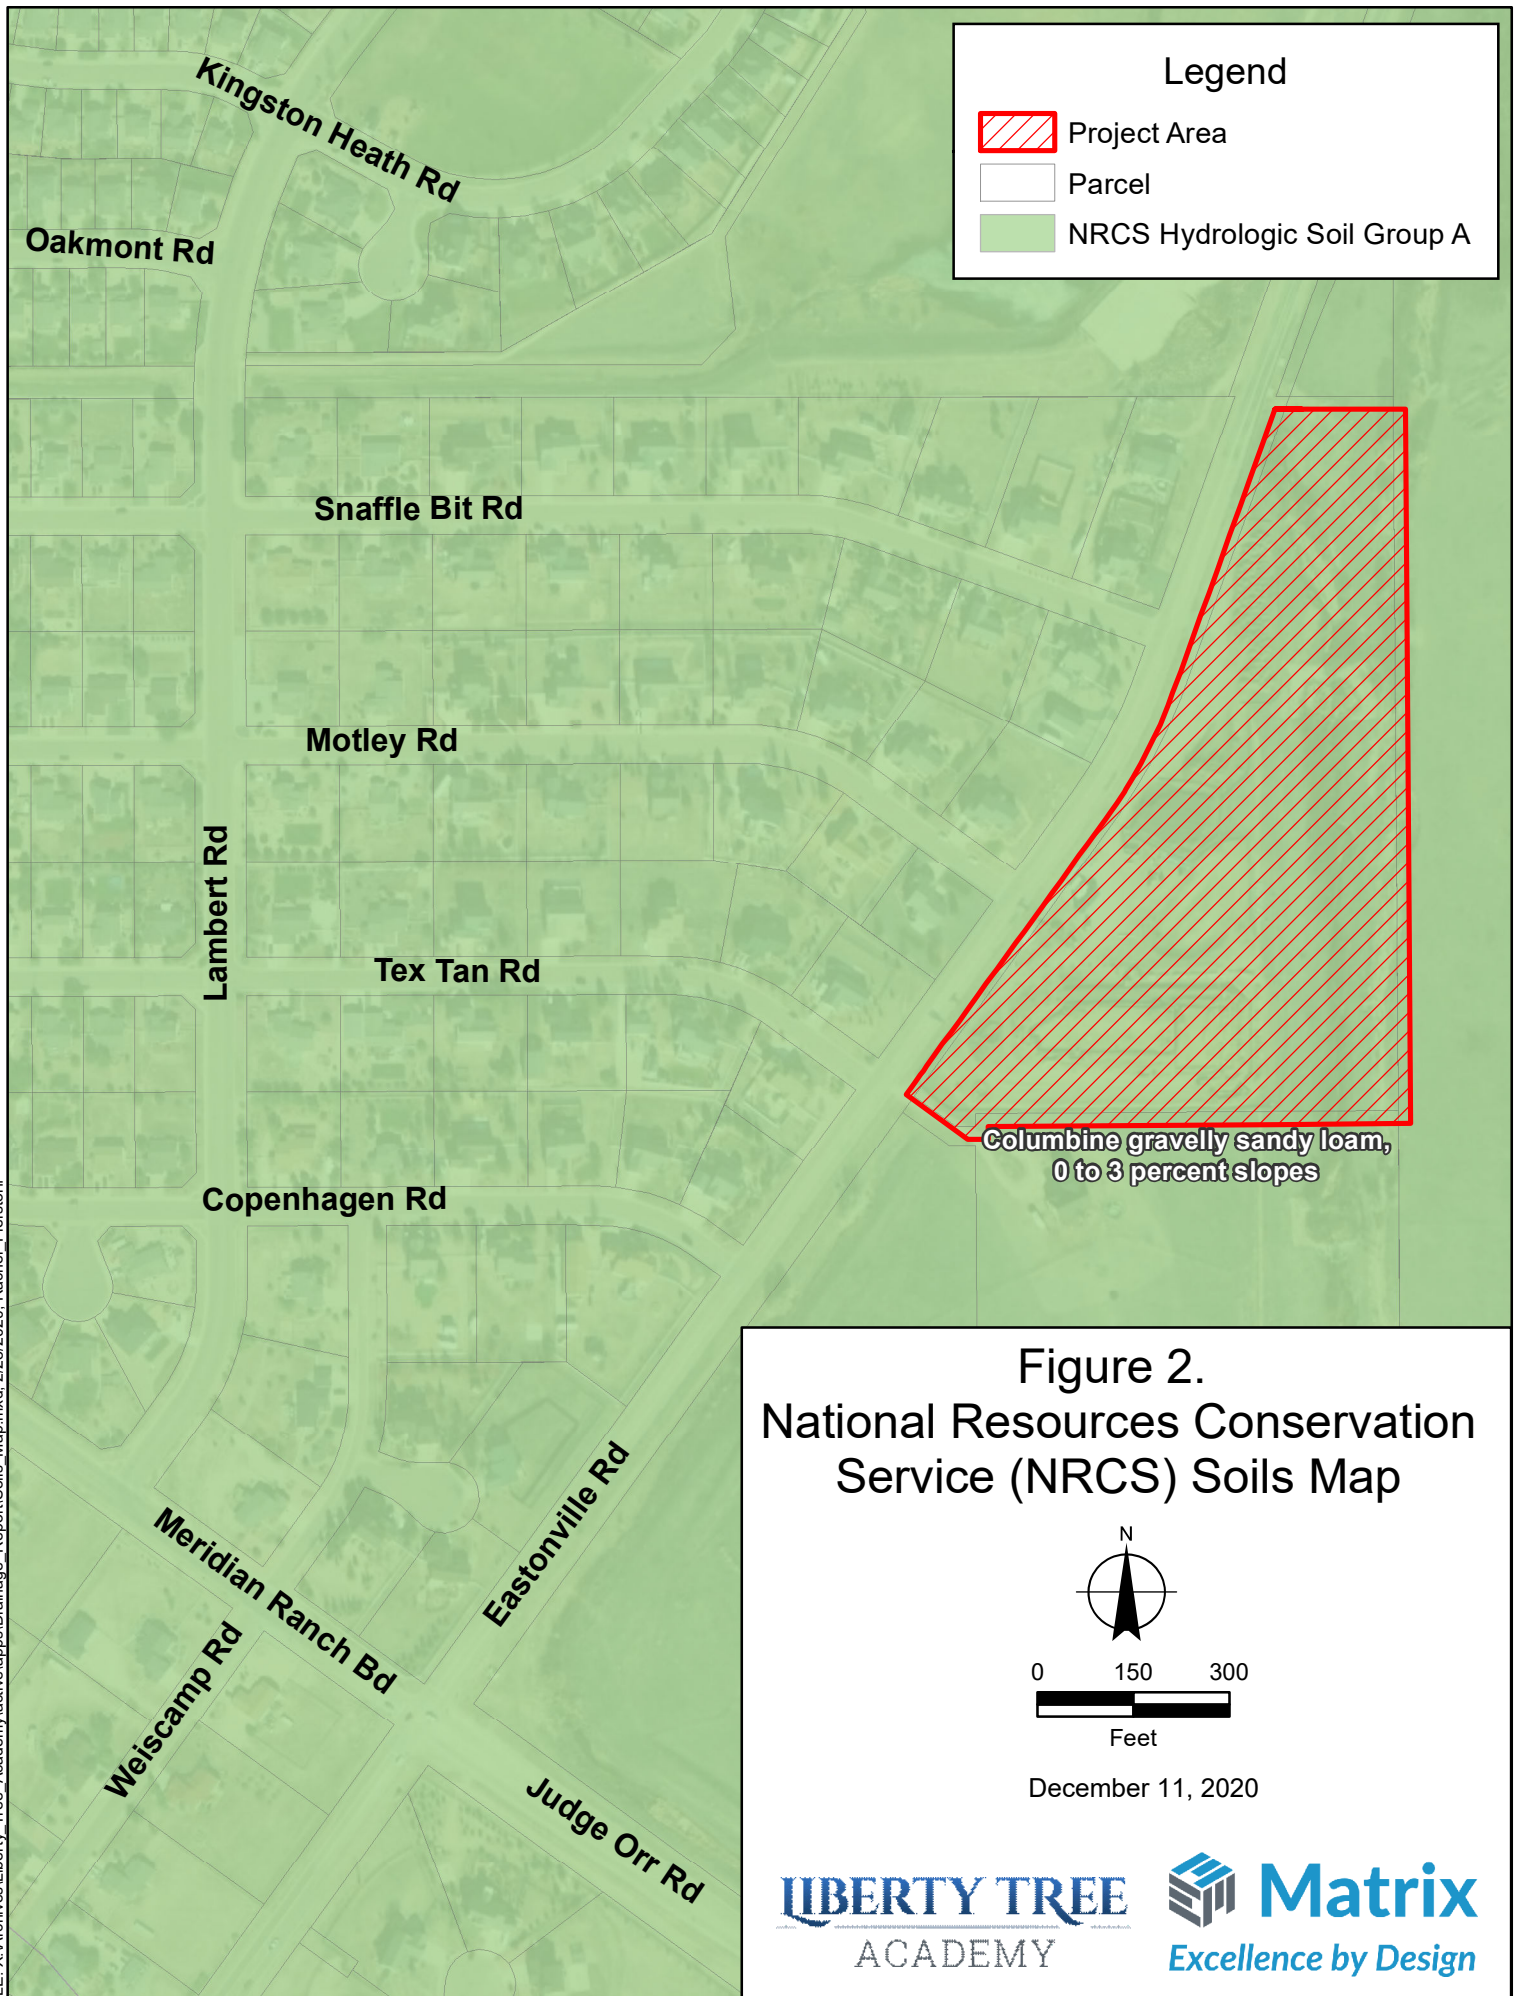 Legend
Project Area
Parcel
NRCS Hydrologic Soil Group A
Kingston Heath Rd
Oakmont Rd
Snaffle Bit Rd
Motley Rd
Lambert Rd
Tex Tan Rd
Columbine gravelly sandy loam,
0 to 3 percent slopes
Copenhagen Rd
Eastonville Rd
Meridian Ranch Bd
Weiscamp Rd
Judge Orr Rd
Figure 2.
National Resources Conservation
Service (NRCS) Soils Map
N
0 150 300
Feet
December 11, 2020
LIBERTY TREE
ACADEMY
Matrix
Excellence by Design